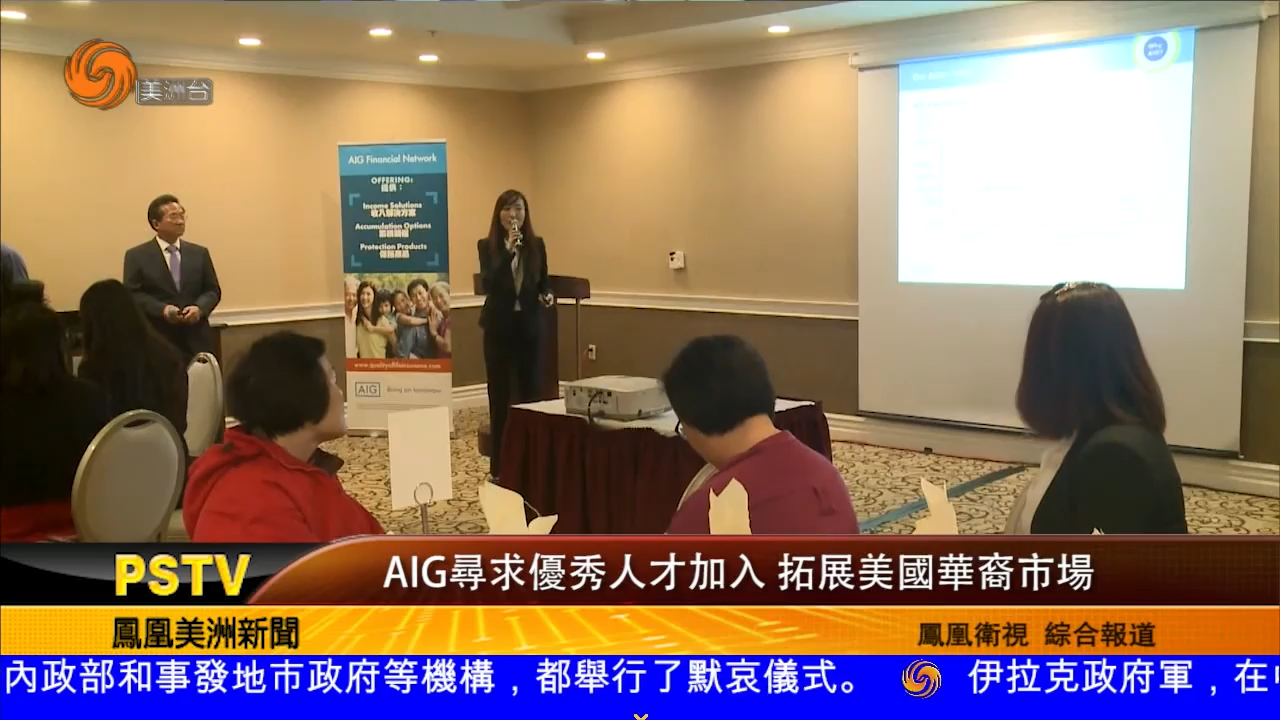 美洲台
AIG Financial Network
OFFERING:
提供：
Income Solutions
收入解決方案
Accumulation Options
Protection Products
AIG
PSTV
AIG尋求優秀人才加入 拓展美國華裔市場
鳳凰美洲新聞
鳳凰衛視 綜合報道
內政部和事發地市政府等機構，都舉行了默哀儀式。
伊拉克政府軍，在